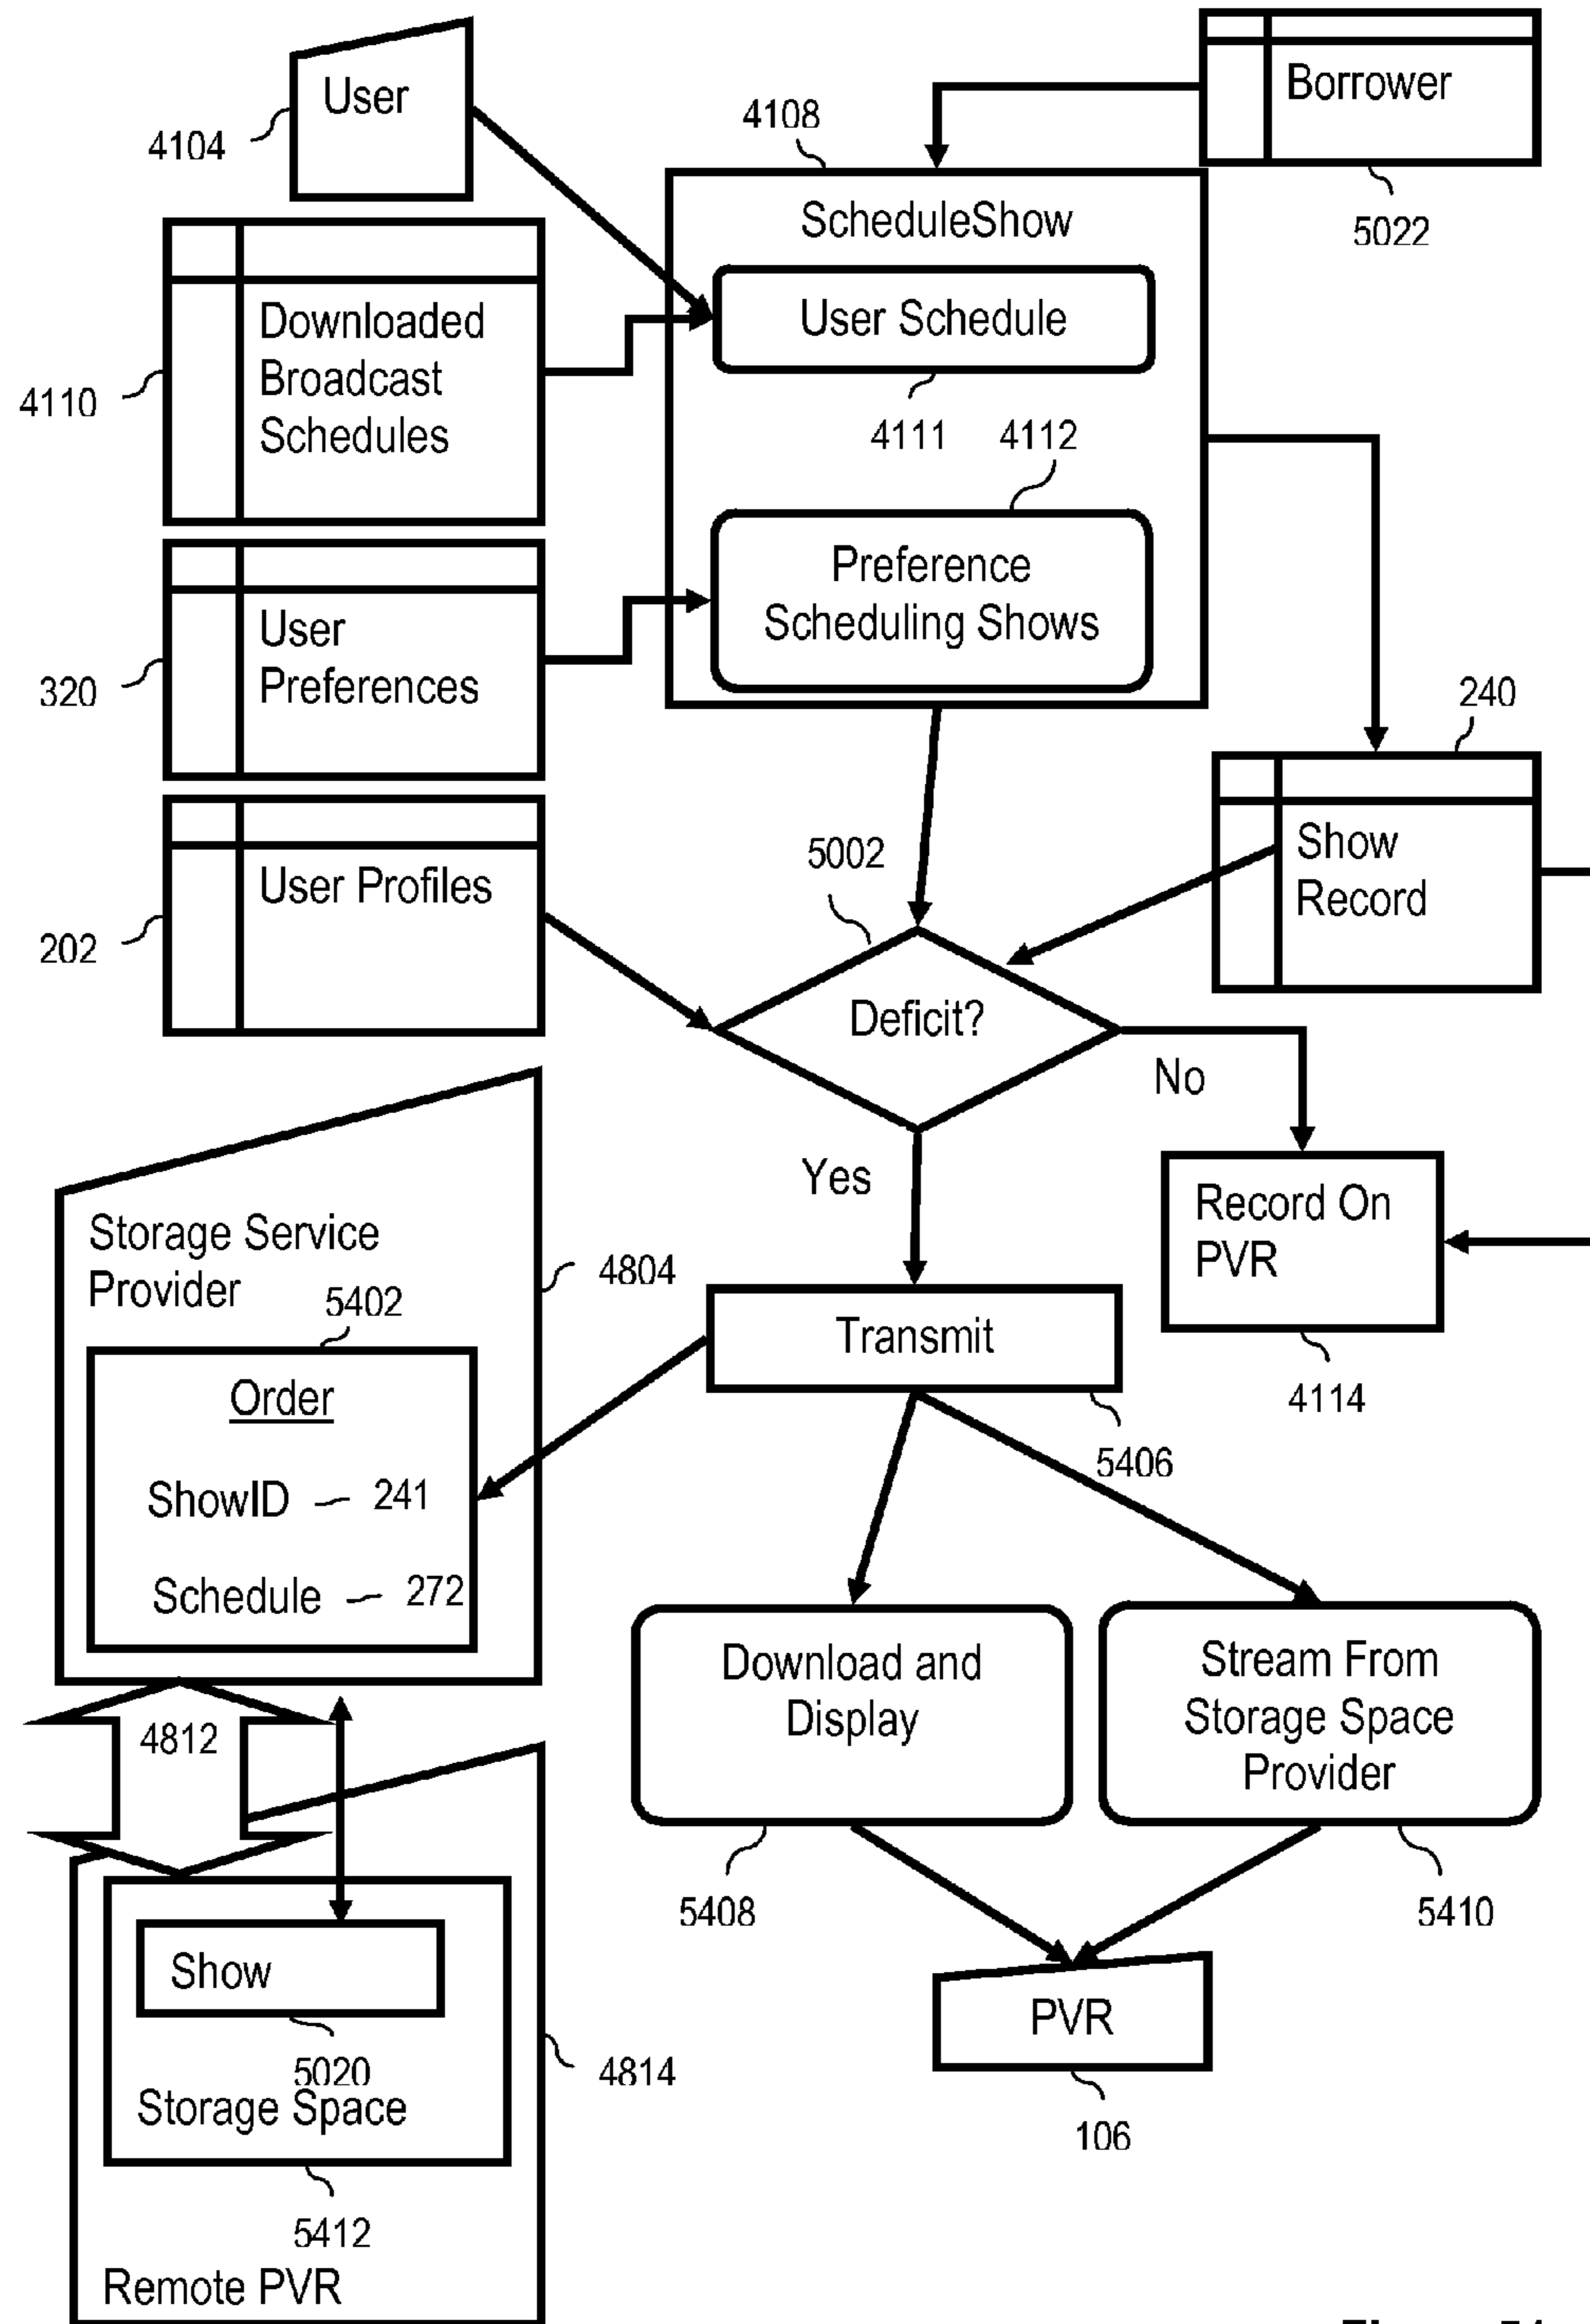 User
4104
Borrower
5022
4108
ScheduleShow
User Schedule
4111
4112
Preference
Scheduling Shows
Downloaded
Broadcast
Schedules
4110
User
Preferences
320
User Profiles
202
240
Show
Record
5002
Deficit?
No
Yes
Record On
PVR
4114
Storage Service
Provider
4804
5402
Order
ShowID
241
Schedule
272
Transmit
5406
Download and
Display
5408
Stream From
Storage Space
Provider
5410
4812
Show
5020
Storage Space
5412
4814
Remote PVR
PVR
106